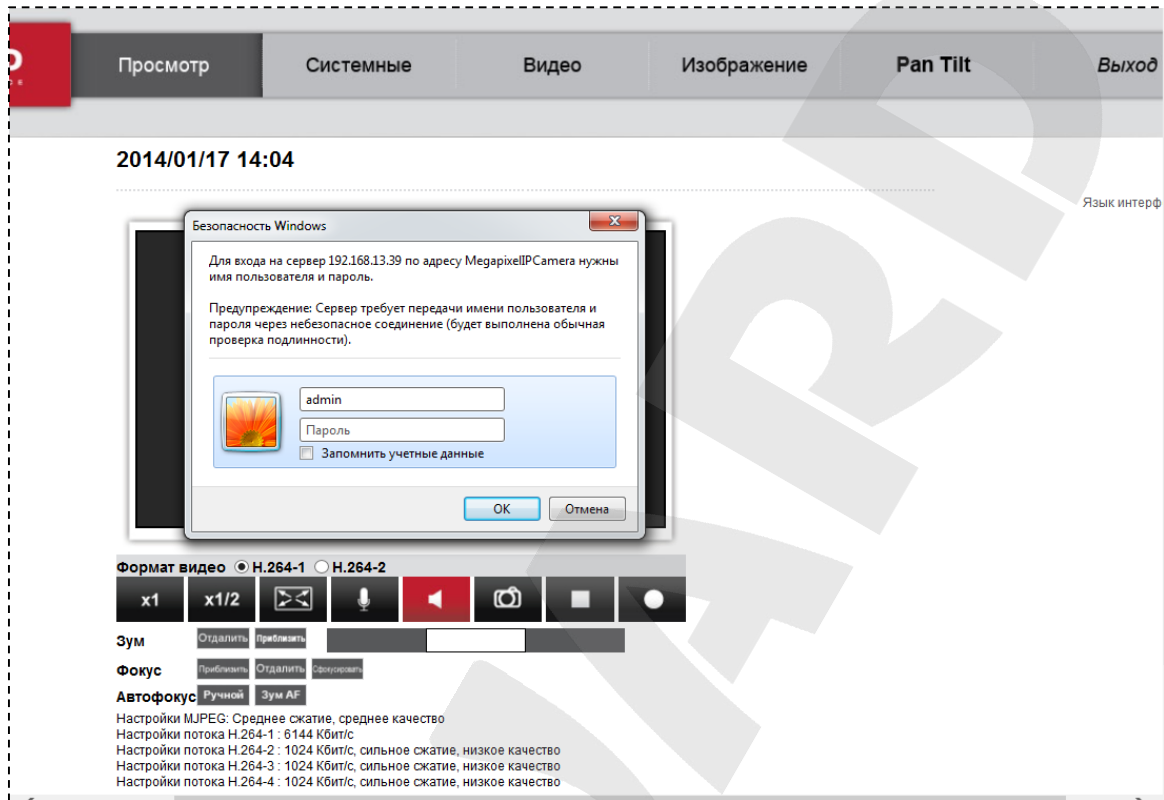 Просмотр Системные Видео Изображение Pan Tilt Выход
2014/01/17 14:04
Язык интерф
Безопасность Windows
Для входа на сервер 192.168.13.39 по адресу MegapixelIPCamera нужны
имя пользователя и пароль.
Предупреждение: Сервер требует передачи имени пользователя и
пароля через небезопасное соединение (будет выполнена обычная
проверка подлинности).
admin
Пароль
Запомнить учетные данные
OK Отмена
Формат видео H.264-1 H.264-2
x1 x1/2
Зум Отдалить Приблизить
Фокус Приблизить Отдалить Сфокусировать
Автофокус Ручной Зум AF
Настройки MJPEG: Среднее сжатие, среднее качество
Настройки потока H.264-1 : 6144 Кбит/с
Настройки потока H.264-2 : 1024 Кбит/с, сильное сжатие, низкое качество
Настройки потока H.264-3 : 1024 Кбит/с, сильное сжатие, низкое качество
Настройки потока H.264-4 : 1024 Кбит/с, сильное сжатие, низкое качество